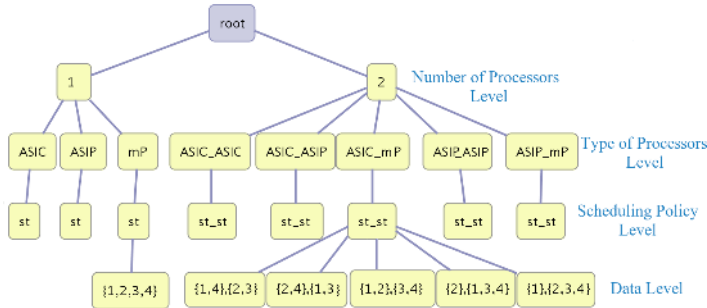 root
1
2
Number of Processors
Level
ASIC
ASIP
mP
ASIC_ASIC
ASIC_ASIP
ASIC_mP
ASIP_ASIP
ASIP_mP
Type of Processors
Level
st
st
st
st_st
st_st
st_st
st_st
st_st
Scheduling Policy
Level
{1,2,3,4}
{1,4},{2,3}
{2,4},{1,3}
{1,2},{3,4}
{2},{1,3,4}
{1},{2,3,4}
Data Level